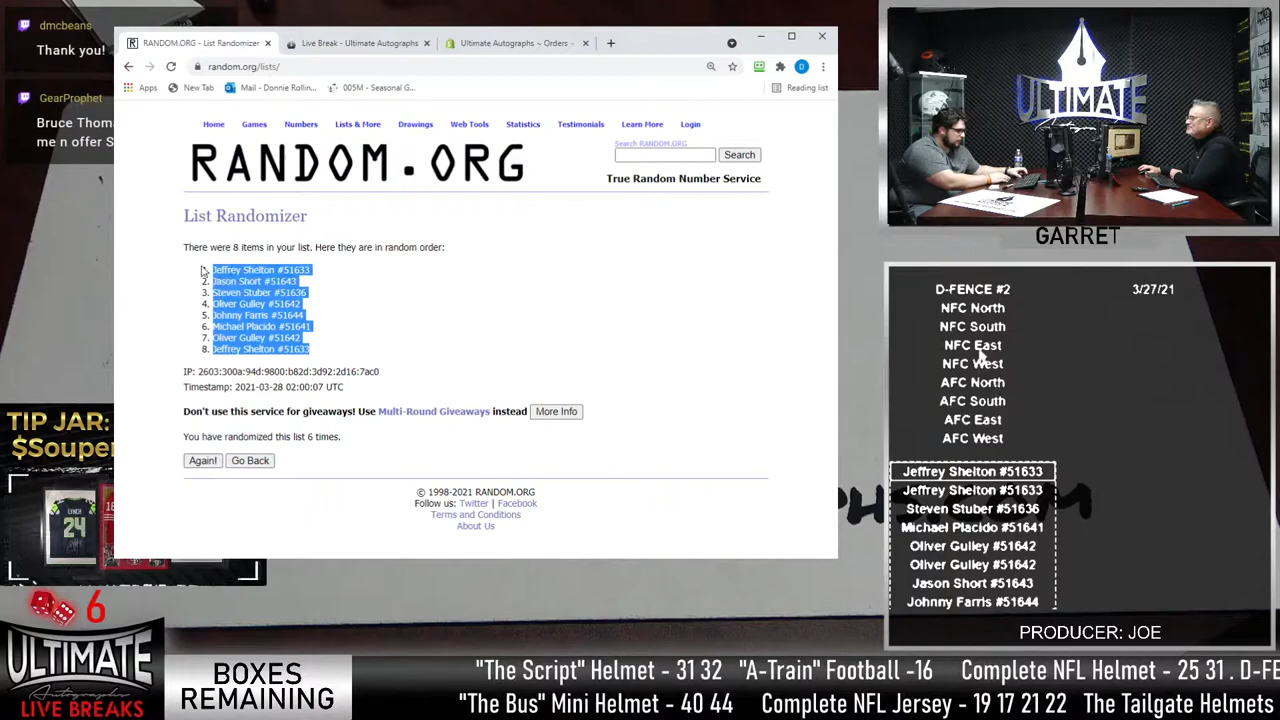 dmcbeans
Thank you!
GearProphet
Bruce Thom
me n offer S
RANDOM.ORG - List Randomizer
Live Break - Ultimate Autographs
Ultimate Autographs ~ Orders -
random.org/lists/
Apps
New Tab
Mail - Donnie Rollin...
005M - Seasonal G...
Reading list
Home Games Numbers Lists & More Drawings Web Tools Statistics Testimonials Learn More Login
RANDOM.ORG
Search RANDOM.ORG
Search
True Random Number Service
List Randomizer
There were 8 items in your list. Here they are in random order:
1. Jeffrey Shelton #51633
2. Jason Short #51643
3. Steven Stuber #51636
4. Oliver Gulley #51642
5. Johnny Farris #51644
6. Michael Placido #51641
7. Oliver Gulley #51642
8. Jeffrey Shelton #51633
IP: 2603:300a:94d:9800:b82d:3d92:2d16:7ac0
Timestamp: 2021-03-28 02:00:07 UTC
Don't use this service for giveaways! Use Multi-Round Giveaways instead More Info
You have randomized this list 6 times.
Again! Go Back
© 1998-2021 RANDOM.ORG
Follow us: Twitter | Facebook
Terms and Conditions
About Us
ULTIMATE
GARRET
D-FENCE #2 3/27/21
NFC North
NFC South
NFC East
NFC West
AFC North
AFC South
AFC East
AFC West
Jeffrey Shelton #51633
Jeffrey Shelton #51633
Steven Stuber #51636
Michael Placido #51641
Oliver Gulley #51642
Oliver Gulley #51642
Jason Short #51643
Johnny Farris #51644
PRODUCER: JOE
TIP JAR:
$Souper
LYNCH
24
6
ULTIMATE
Autographs
LIVE BREAKS
BOXES
REMAINING
"The Script" Helmet - 31 32 "A-Train" Football -16 Complete NFL Helmet - 25 31 . D-FE
"The Bus" Mini Helmet - 40 44 Complete NFL Jersey - 19 17 21 22 The Tailgate Helmets